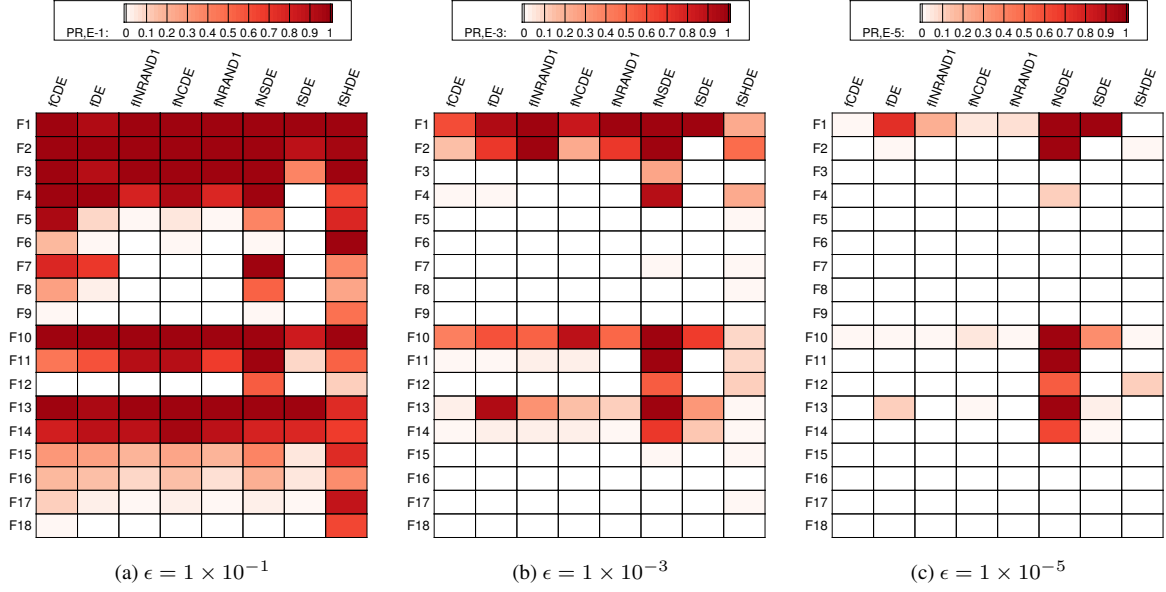 PR,E-1: 0 0.1 0.2 0.3 0.4 0.5 0.6 0.7 0.8 0.9 1
fCDE fDE fINRAND1 fNCDE fNRAND1 fNSDE fSDE fSHDE
F1
F2
F3
F4
F5
F6
F7
F8
F9
F10
F11
F12
F13
F14
F15
F16
F17
F18
(a) ϵ = 1 × 10⁻¹
PR,E-3: 0 0.1 0.2 0.3 0.4 0.5 0.6 0.7 0.8 0.9 1
fCDE fDE fINRAND1 fNCDE fNRAND1 fNSDE fSDE fSHDE
F1
F2
F3
F4
F5
F6
F7
F8
F9
F10
F11
F12
F13
F14
F15
F16
F17
F18
(b) ϵ = 1 × 10⁻³
PR,E-5: 0 0.1 0.2 0.3 0.4 0.5 0.6 0.7 0.8 0.9 1
fCDE fDE fINRAND1 fNCDE fNRAND1 fNSDE fSDE fSHDE
F1
F2
F3
F4
F5
F6
F7
F8
F9
F10
F11
F12
F13
F14
F15
F16
F17
F18
(c) ϵ = 1 × 10⁻⁵